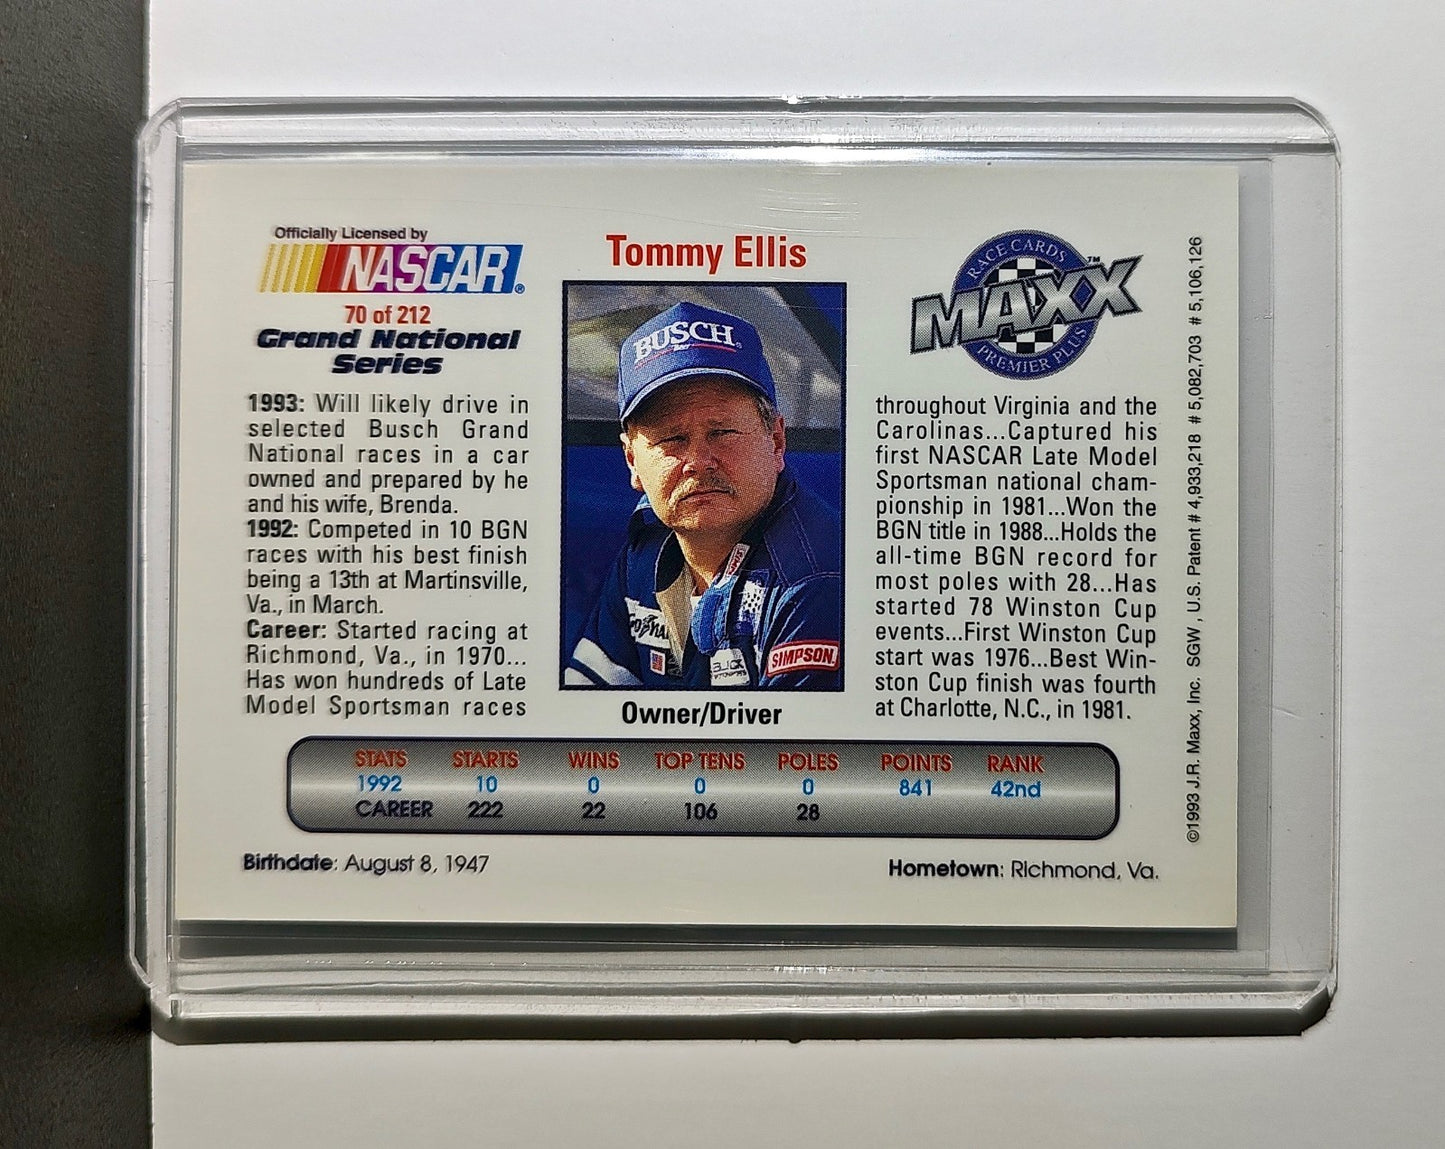 Officially Licensed by
NASCAR®
70 of 212
Grand National
Series
Tommy Ellis
RACE CARDS
MAXX™
PREMIER PLUS
1993: Will likely drive in
selected Busch Grand
National races in a car
owned and prepared by he
and his wife, Brenda.
1992: Competed in 10 BGN
races with his best finish
being a 13th at Martinsville,
Va., in March.
Career: Started racing at
Richmond, Va., in 1970...
Has won hundreds of Late
Model Sportsman races
BUSCH
SIMPSON
Owner/Driver
throughout Virginia and the
Carolinas...Captured his
first NASCAR Late Model
Sportsman national cham-
pionship in 1981...Won the
BGN title in 1988...Holds the
all-time BGN record for
most poles with 28...Has
started 78 Winston Cup
events...First Winston Cup
start was 1976...Best Win-
ston Cup finish was fourth
at Charlotte, N.C., in 1981.
STATS STARTS WINS TOP TENS POLES POINTS RANK
1992 10 0 0 0 841 42nd
CAREER 222 22 106 28
Birthdate: August 8, 1947
Hometown: Richmond, Va.
©1993 J.R. Maxx, Inc. SGW , U.S. Patent # 4,933,218 # 5,082,703 # 5,106,126